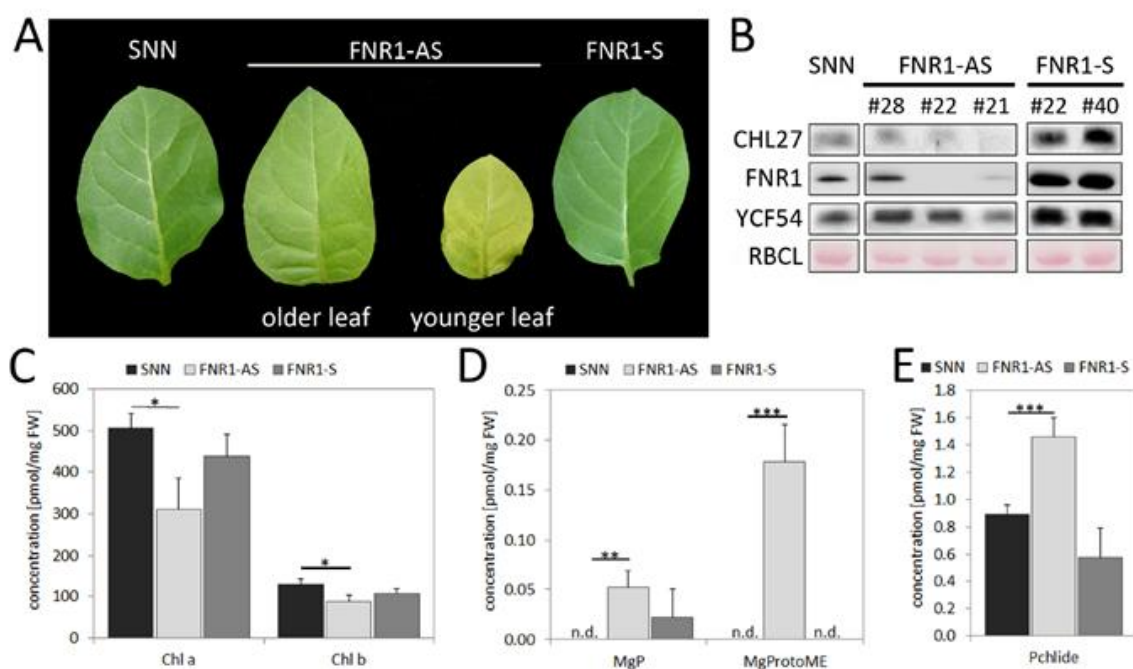 A
SNN FNR1-AS FNR1-S
older leaf younger leaf
B
SNN FNR1-AS FNR1-S
#28 #22 #21 #22 #40
CHL27
FNR1
YCF54
RBCL
C
SNN FNR1-AS FNR1-S
concentration [pmol/mg FW]
600
500
400
300
200
100
0
*
*
Chl a Chl b
D
SNN FNR1-AS FNR1-S
concentration [pmol/mg FW]
0.25
0.20
0.15
0.10
0.05
0.00
**
***
n.d. n.d. n.d.
MgP MgProtoME
E
SNN FNR1-AS FNR1-S
concentration [pmol/mg FW]
1.8
1.6
1.4
1.2
1.0
0.8
0.6
0.4
0.2
0.0
***
Pchlide